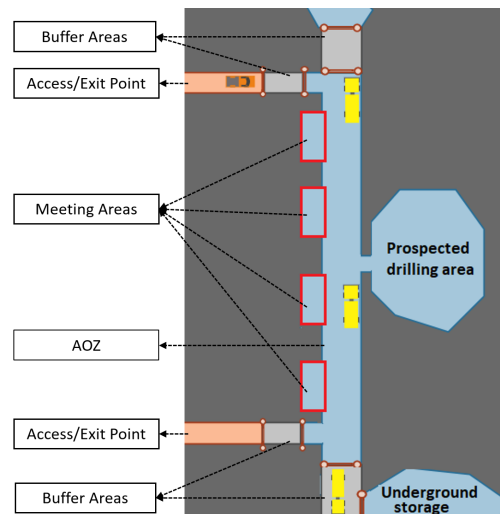 Buffer Areas
Access/Exit Point
Meeting Areas
Prospected
drilling area
AOZ
Access/Exit Point
Buffer Areas
Underground
storage